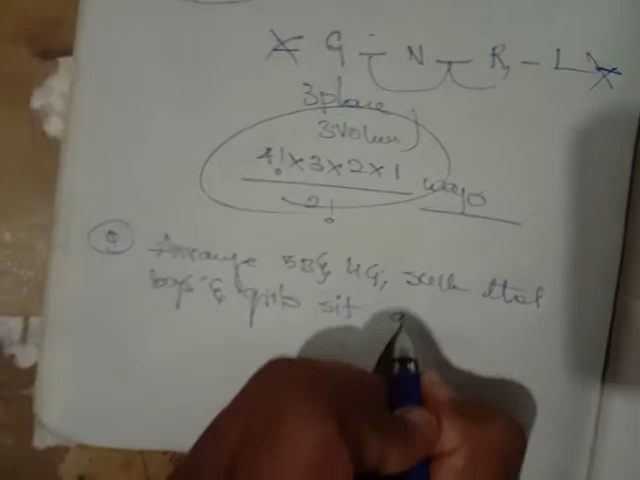 G - N - R - L
3 place
3 vowel
4! × 3 × 2 × 1
2!
ways
Q Arrange 5B & 4G, such that
boys & girls sit